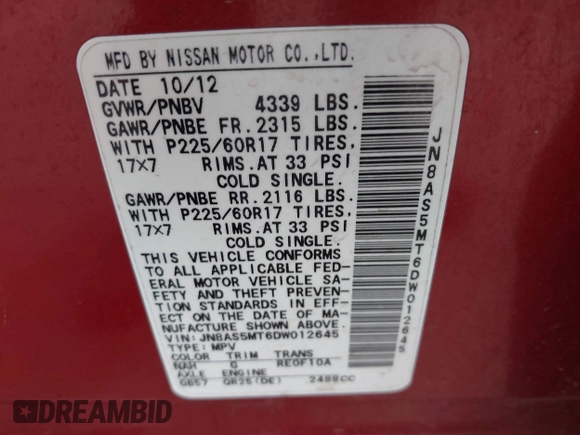 MFD BY NISSAN MOTOR CO.,LTD.
DATE 10/12
GVWR/PNBV 4339 LBS.
GAWR/PNBE FR. 2315 LBS.
WITH P225/60R17 TIRES,
17X7 RIMS.AT 33 PSI
COLD SINGLE.
GAWR/PNBE RR. 2116 LBS.
WITH P225/60R17 TIRES,
17X7 RIMS.AT 33 PSI
COLD SINGLE.
THIS VEHICLE CONFORMS
TO ALL APPLICABLE FED-
ERAL MOTOR VEHICLE SA-
FETY AND THEFT PREVEN-
TION STANDARDS IN EFF-
ECT ON THE DATE OF MA-
NUFACTURE SHOWN ABOVE.
VIN: JN8AS5MT6DW012645
TYPE: MPV
COLOR TRIM TRANS
NAH G RE0F10A
AXLE ENGINE
GB57 QR25(DE) 2488CC
JN8AS5MT6DW012645
DREAMBID